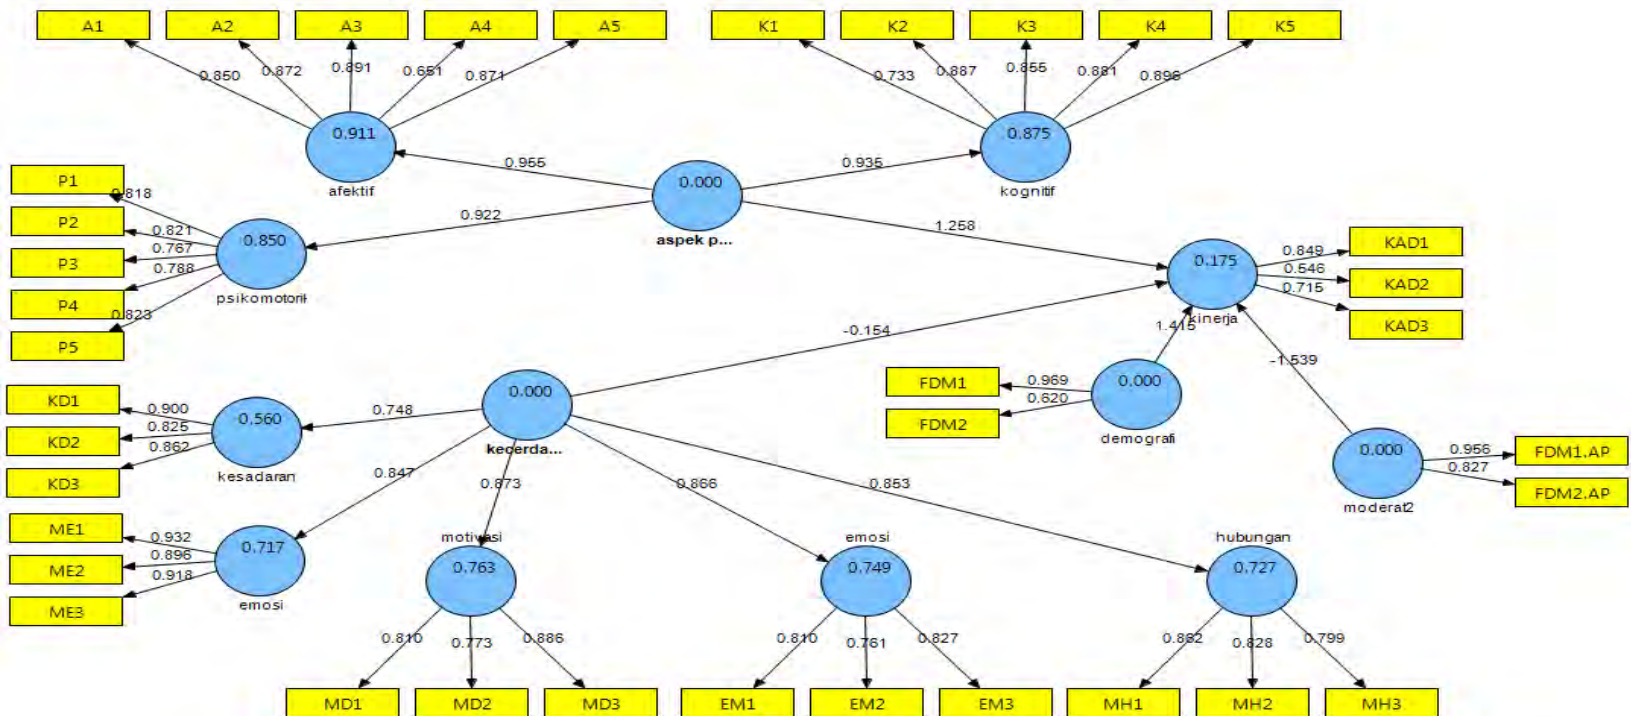 A1 A2 A3 A4 A5 K1 K2 K3 K4 K5
0.850 0.872 0.891 0.651 0.871 0.733 0.887 0.855 0.881 0.896
0.911 0.875
afektif kognitif
0.955 0.935
0.000
aspek p...
0.922 1.258
P1
P2
P3
P4
P5
0.818
0.821
0.767
0.788
0.823
0.850
psikomotorik
0.175
kinerja
0.849
0.546
0.715
KAD1
KAD2
KAD3
-0.154
1.415
-1.539
FDM1
FDM2
0.969
0.620
0.000
demografi
0.000
moderat2
0.956
0.827
FDM1.AP
FDM2.AP
0.000
kecerda...
0.748
0.847
0.873
0.866
0.853
KD1
KD2
KD3
0.900
0.825
0.862
0.560
kesadaran
ME1
ME2
ME3
0.932
0.896
0.918
0.717
emosi
motivasi emosi hubungan
0.763 0.749 0.727
0.810 0.773 0.886 0.810 0.761 0.827 0.828 0.799
MD1 MD2 MD3 EM1 EM2 EM3 MH1 MH2 MH3